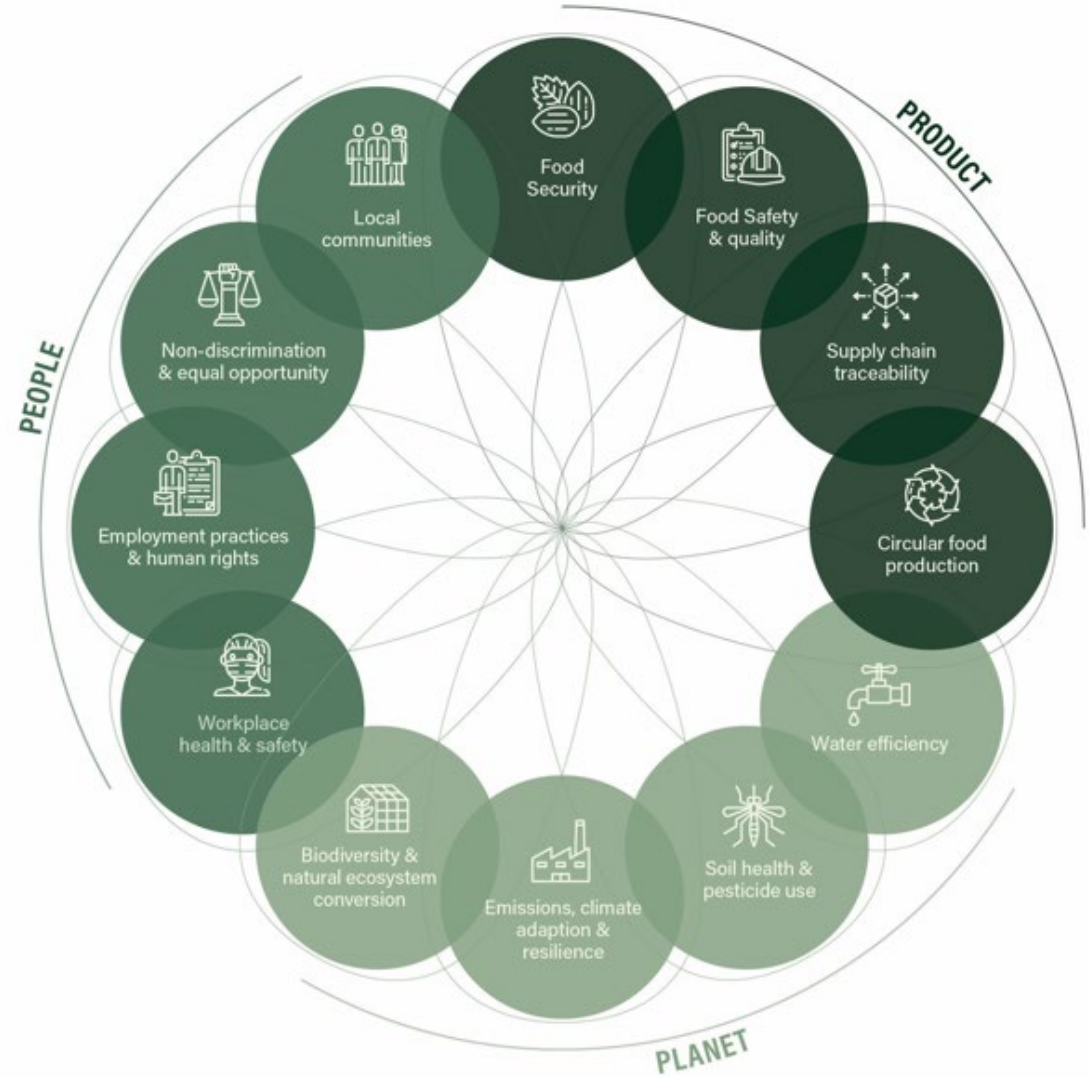 PRODUCT
Food
Security
Food Safety
& quality
Supply chain
traceability
Circular food
production
PLANET
Water efficiency
Soil health &
pesticide use
Emissions, climate
adaption &
resilience
Biodiversity &
natural ecosystem
conversion
PEOPLE
Workplace
health & safety
Employment practices
& human rights
Non-discrimination
& equal opportunity
Local
communities